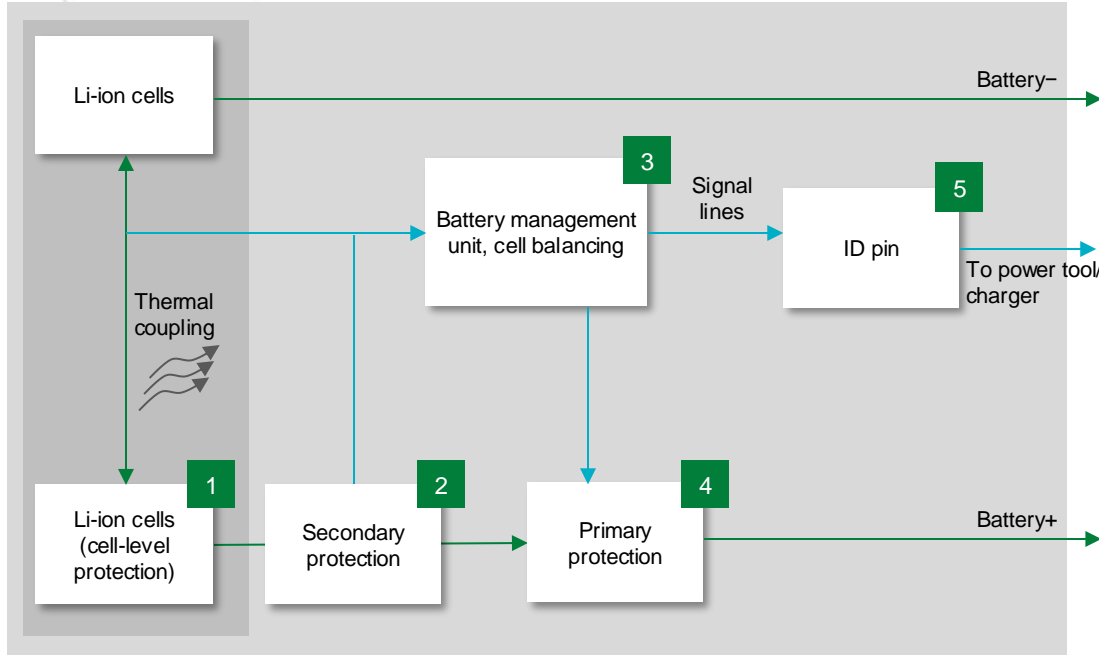 Li-ion cells
Battery−
3
Signal
lines
5
Battery management
unit, cell balancing
ID pin
To power tool/
charger
Thermal
coupling
1
2
4
Li-ion cells
(cell-level
protection)
Secondary
protection
Primary
protection
Battery+